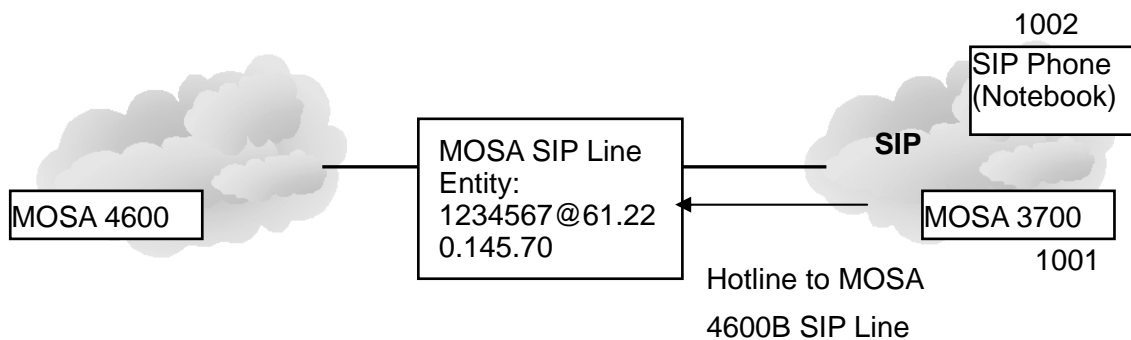 1002
SIP Phone
(Notebook)
SIP
MOSA SIP Line
Entity:
1234567@61.22
0.145.70
MOSA 4600
MOSA 3700
1001
Hotline to MOSA
4600B SIP Line